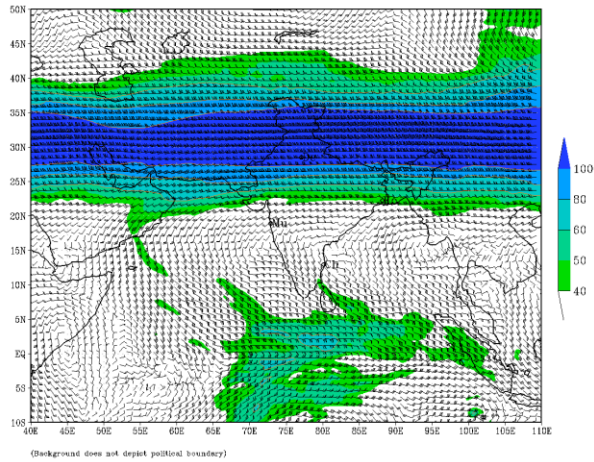 50N
45N
40N
35N
30N
25N
20N
15N
10N
5N
EQ
5S
10S
40E 45E 50E 55E 60E 65E 70E 75E 80E 85E 90E 95E 100E 105E 110E
Mu
100
80
60
50
40
(Background does not depict political boundary)